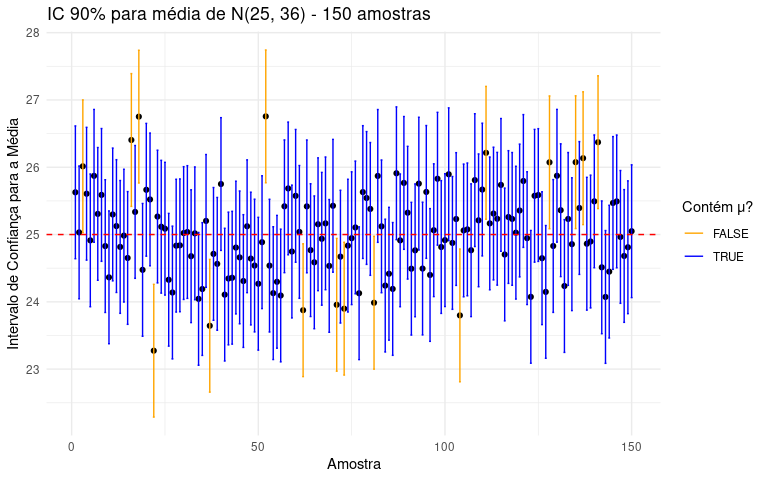 IC 90% para média de N(25, 36) - 150 amostras
Intervalo de Confiança para a Média
28
27
26
25
24
23
0
50
100
150
Amostra
Contém μ?
FALSE
TRUE